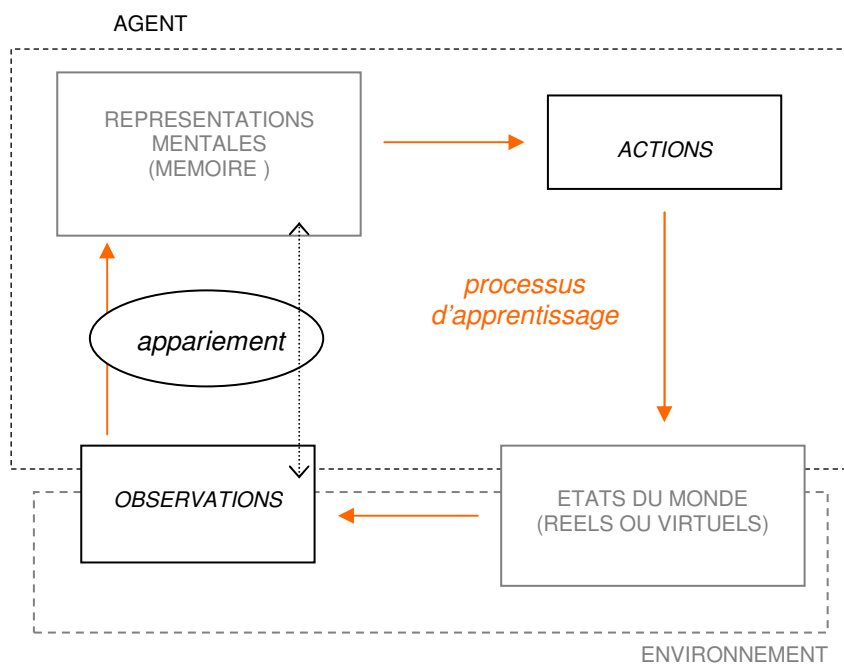 AGENT
REPRESENTATIONS
MENTALES
(MEMOIRE )
ACTIONS
processus
d'apprentissage
appariement
OBSERVATIONS
ETATS DU MONDE
(REELS OU VIRTUELS)
ENVIRONNEMENT